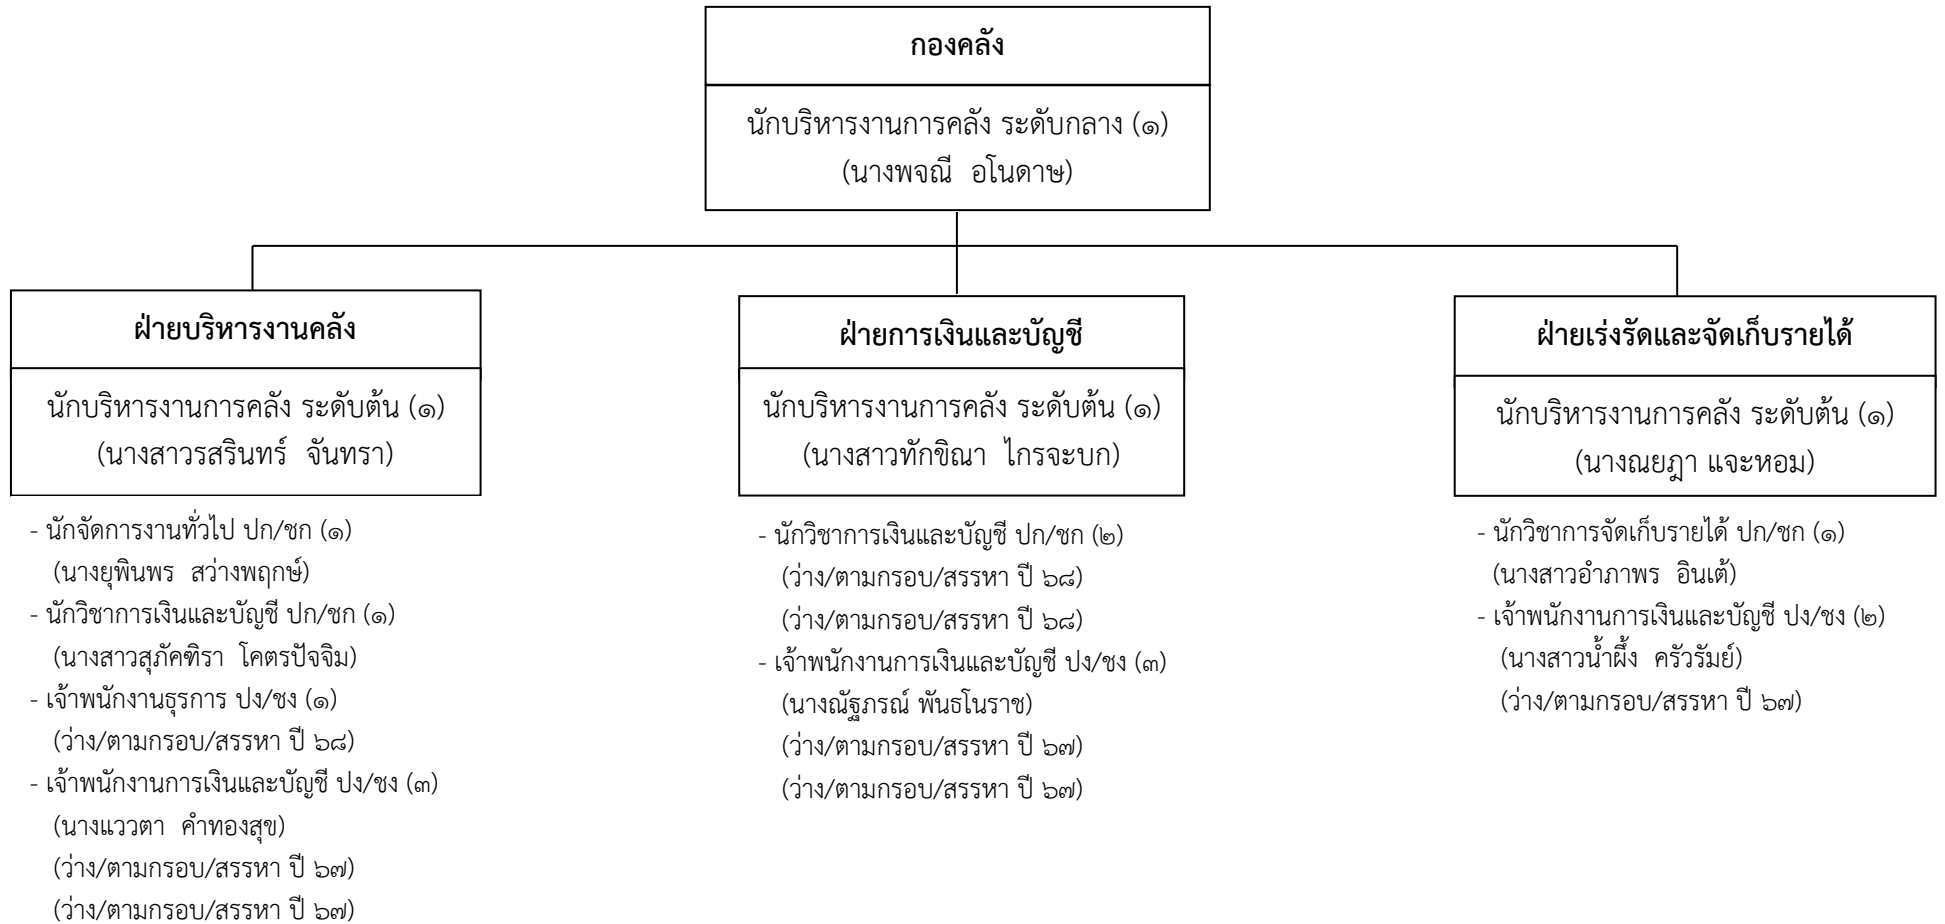 กองคลัง
นักบริหารงานการคลัง ระดับกลาง (๑)
(นางพจณี อโนดาษ)
ฝ่ายบริหารงานคลัง
นักบริหารงานการคลัง ระดับต้น (๑)
(นางสาวรสรินทร์ จันทรา)
- นักจัดการงานทั่วไป ปก/ชก (๑)
(นางยุพินพร สว่างพฤกษ์)
- นักวิชาการเงินและบัญชี ปก/ชก (๑)
(นางสาวสุภัคฑิรา โคตรปัจจิม)
- เจ้าพนักงานธุรการ ปง/ชง (๑)
(ว่าง/ตามกรอบ/สรรหา ปี ๖๘)
- เจ้าพนักงานการเงินและบัญชี ปง/ชง (๓)
(นางแววตา คำทองสุข)
(ว่าง/ตามกรอบ/สรรหา ปี ๖๗)
(ว่าง/ตามกรอบ/สรรหา ปี ๖๗)
ฝ่ายการเงินและบัญชี
นักบริหารงานการคลัง ระดับต้น (๑)
(นางสาวทักขิณา ไกรจะบก)
- นักวิชาการเงินและบัญชี ปก/ชก (๒)
(ว่าง/ตามกรอบ/สรรหา ปี ๖๘)
(ว่าง/ตามกรอบ/สรรหา ปี ๖๘)
- เจ้าพนักงานการเงินและบัญชี ปง/ชง (๓)
(นางณัฐภรณ์ พันธโนราช)
(ว่าง/ตามกรอบ/สรรหา ปี ๖๗)
(ว่าง/ตามกรอบ/สรรหา ปี ๖๗)
ฝ่ายเร่งรัดและจัดเก็บรายได้
นักบริหารงานการคลัง ระดับต้น (๑)
(นางณยฎา แจะหอม)
- นักวิชาการจัดเก็บรายได้ ปก/ชก (๑)
(นางสาวอำภาพร อินเต้)
- เจ้าพนักงานการเงินและบัญชี ปง/ชง (๒)
(นางสาวน้ำผึ้ง ครัวรัมย์)
(ว่าง/ตามกรอบ/สรรหา ปี ๖๗)